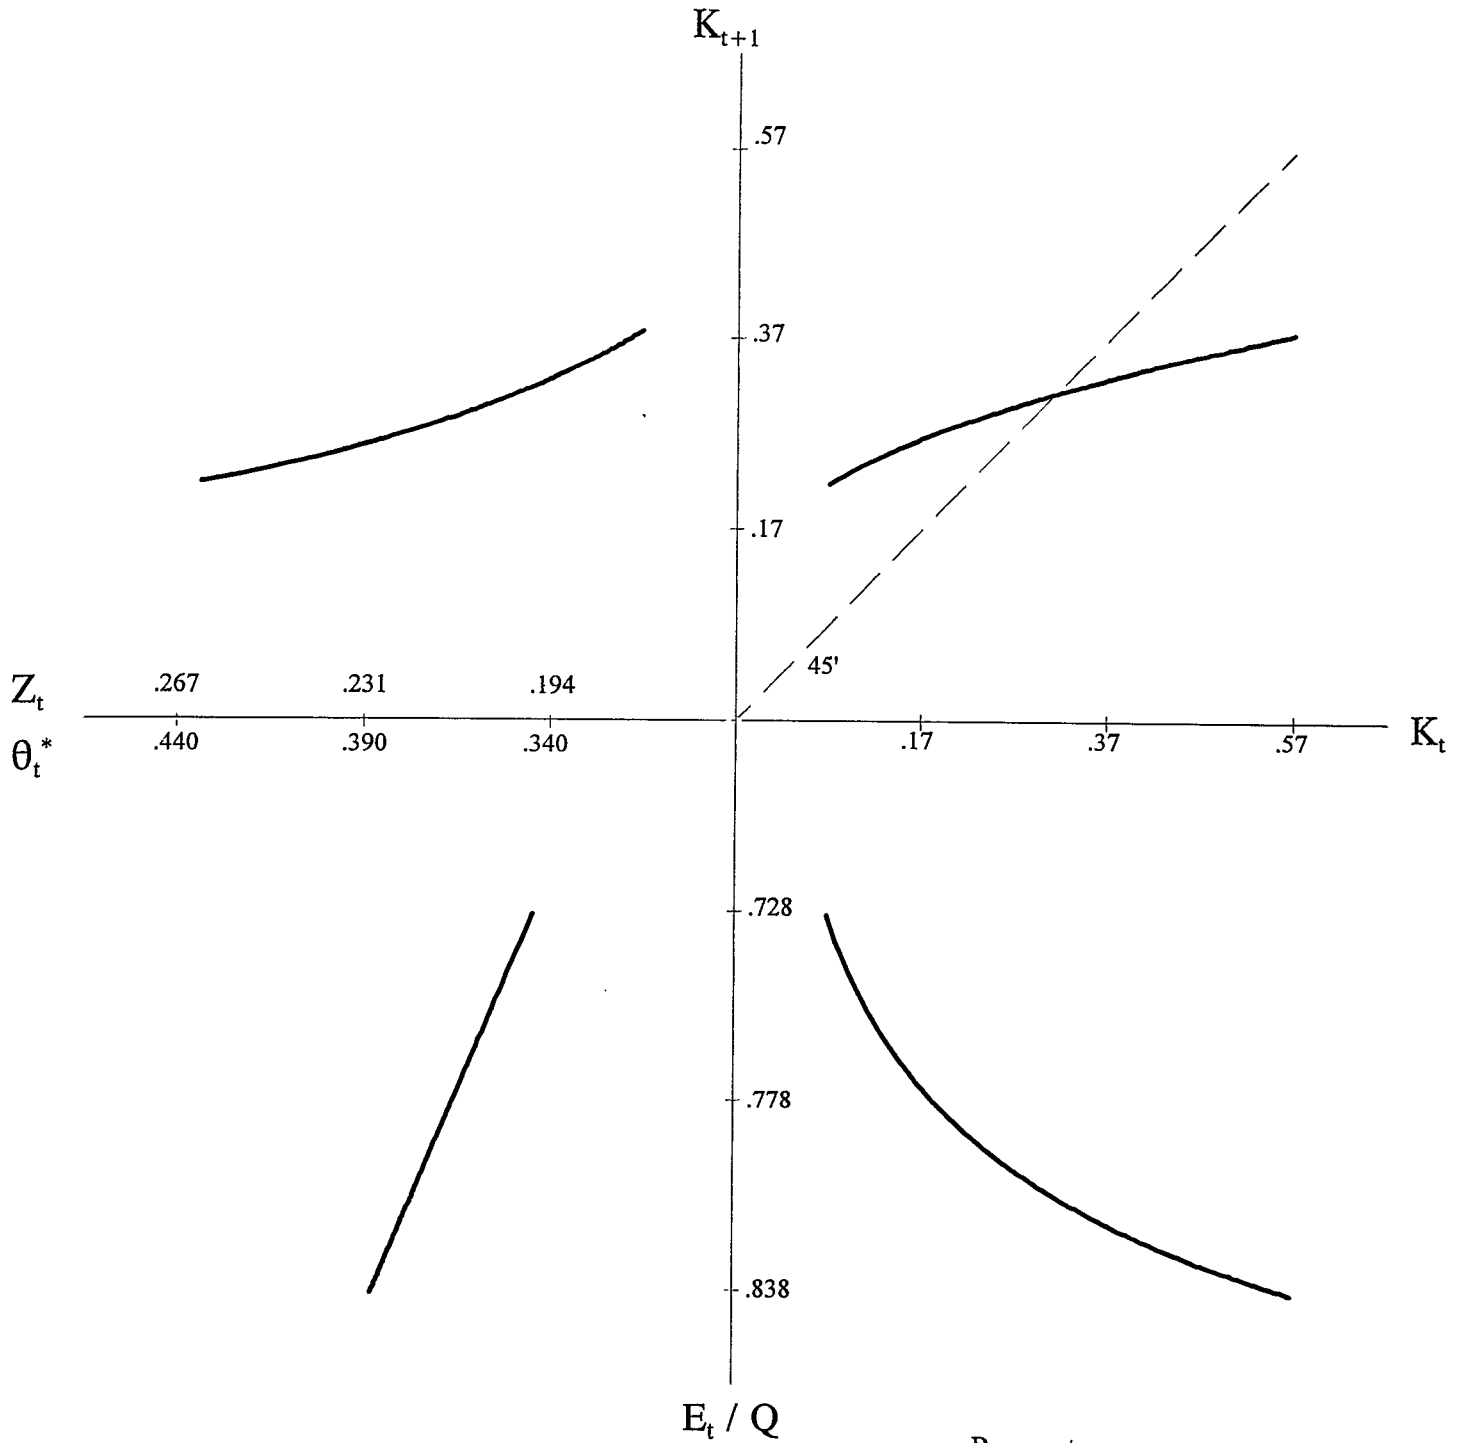 K_{t+1}
.57
.37
.17
45'
Z_t .267 .231 .194
θ_t^* .440 .390 .340 .17 .37 .57 K_t
.728
.778
.838
E_t / Q